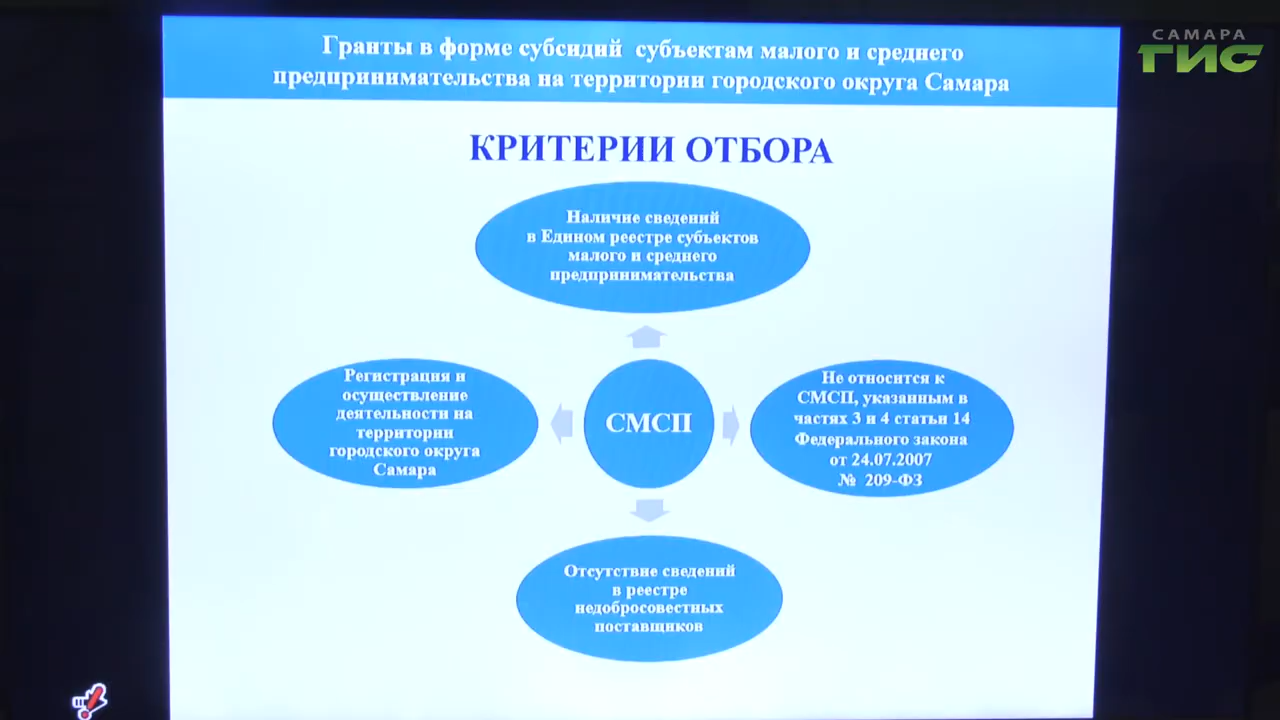 САМАРА
ГИС
Гранты в форме субсидий субъектам малого и среднего
предпринимательства на территории городского округа Самара
КРИТЕРИИ ОТБОРА
Наличие сведений
в Едином реестре субъектов
малого и среднего
предпринимательства
Регистрация и
осуществление
деятельности на
территории
городского округа
Самара
СМСП
Не относится к
СМСП, указанным в
частях 3 и 4 статьи 14
Федерального закона
от 24.07.2007
№ 209-ФЗ
Отсутствие сведений
в реестре
недобросовестных
поставщиков